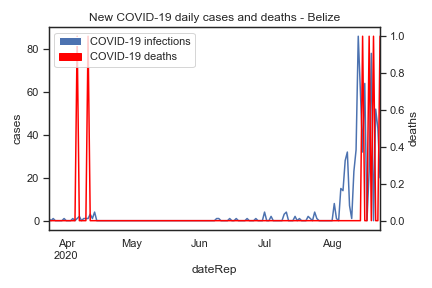 New COVID-19 daily cases and deaths - Belize
COVID-19 infections
COVID-19 deaths
80
60
40
20
0
cases
1.0
0.8
0.6
0.4
0.2
0.0
deaths
Apr
2020
May
Jun
Jul
Aug
dateRep